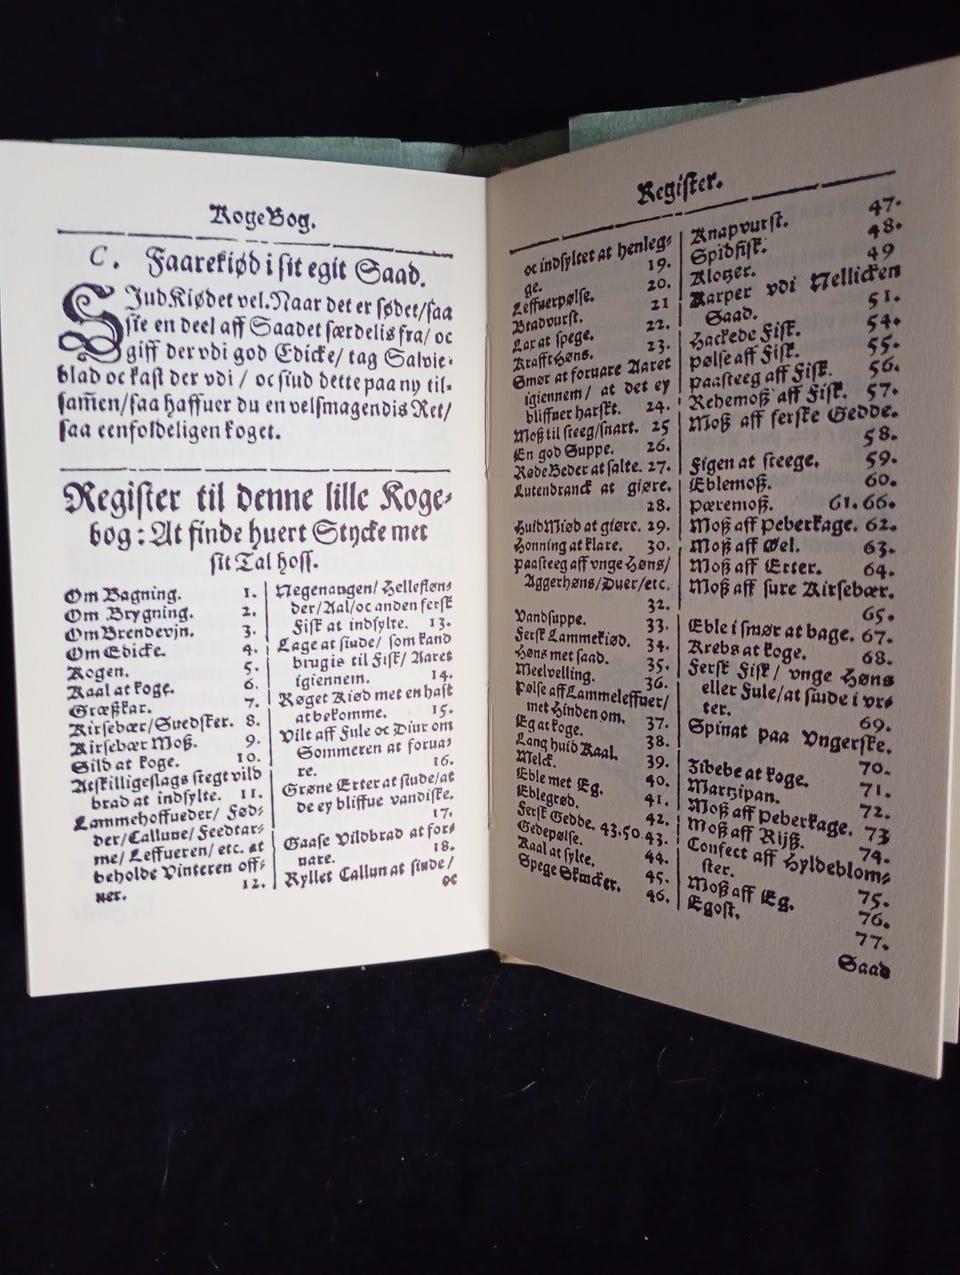 KogeBog.
C. Faarekiød i sit egit Saad.
SJud Kiødet vel. Naar det er sødet/ saa
sie en deel aff Saadet særdelis fra/ oc
giff der vdi god Edicke/ tag Salvie-
blad oc kast der vdi / oc siud dette paa ny til-
sam̄en/ saa haffuer du en velsmagendis Ret/
saa eenfoldeligen koget.
Register til denne lille Koge-
bog: At finde huert Stycke met
sit Tal hoss.
Om Bagning. 1.
Om Brygning. 2.
Om Brendevjn. 3.
Om Edicke. 4.
Rogen. 5.
Kaal at koge. 6.
Græßkar. 7.
Kirsebær/ Suedsker. 8.
Kirsebær Moß. 9.
Sild at koge. 10.
Atskilligeslags stegt vild
brad at indsylte. 11.
Lammehoffueder/ Fød-
der/ Callune/ Feedtar-
me/ Leffueren/ etc. at
beholde Vinteren off-
uer. 12.
Negenaugen/ Hellefløn-
der/ Aal/ oc anden fersk
Fisk at indsylte. 13.
Lage at siude/ som kand
brugis til Fisk/ Aaret
igiennem. 14.
Røget Kiød met en hast
at bekomme. 15.
Vilt aff Fule oc Diur om
Sommeren at forua-
re. 16.
Grøne Erter at siude/ at
de ey bliffue vandiske.
17.
Gaase Vildbrad at for-
uare. 18.
Kyllet Callun at siude/
oc
Register.
oc indsyltet at henleg-
ge. 19.
Leffuerpølse. 20.
Bradvurst. 21
Lar at spege. 22.
Krafft Høns. 23.
Smør at foruare Aaret
igiennem/ at det ey
bliffuer harskt. 24.
Moß til steeg/ snart. 25
En god Suppe. 26.
Røde Beder at salte. 27.
Lutendranck at giøre.
28.
Huid Miød at giøre. 29.
Honning at klare. 30.
Paasteeg aff vnge Høns/
Aggerhøns/ Duer/ etc.
32.
Vandsuppe. 33.
Fersk Lammekiød. 34.
Høns met saad. 35.
Meelvelling. 36.
Pølse aff Lammeleffuer/
met Hinden om. 37.
Eg at koge. 38.
Lang huid Kaal. 39.
Melck. 40.
Eble met Eg. 41.
Eblegrød. 42.
Fersk Gedde. 43. 50. 43.
Gedepølse. 44.
Kaal at sylte. 45.
Spege Skincker. 46.
Knapvurst. 47.
Spidfisk. 48.
Klotzer. 49
Karper vdi Nellicken
Saad. 51.
Hackede Fisk. 54.
Pølse aff Fisk. 55.
Paasteeg aff Fisk. 56.
Rehemoß aff Fisk. 57.
Moß aff ferske Gedde.
58.
Figen at steege. 59.
Eblemoß. 60.
Pæremoß. 61. 66.
Moß aff Peberkage. 62.
Moß aff Øel. 63.
Moß aff Erter. 64.
Moß aff sure Kirsebær.
65.
Eble i smør at bage. 67.
Krebs at koge. 68.
Fersk Fisk/ vnge Høns
eller Fule/ at siude i vr-
ter. 69.
Spinat paa Vngerske.
70.
Zibebe at koge. 71.
Martzipan. 72.
Moß aff Peberkage. 73
Moß aff Rijß. 74.
Confect aff Hyldeblom-
ster. 75.
Moß aff Eg. 76.
Egost. 77.
Saad